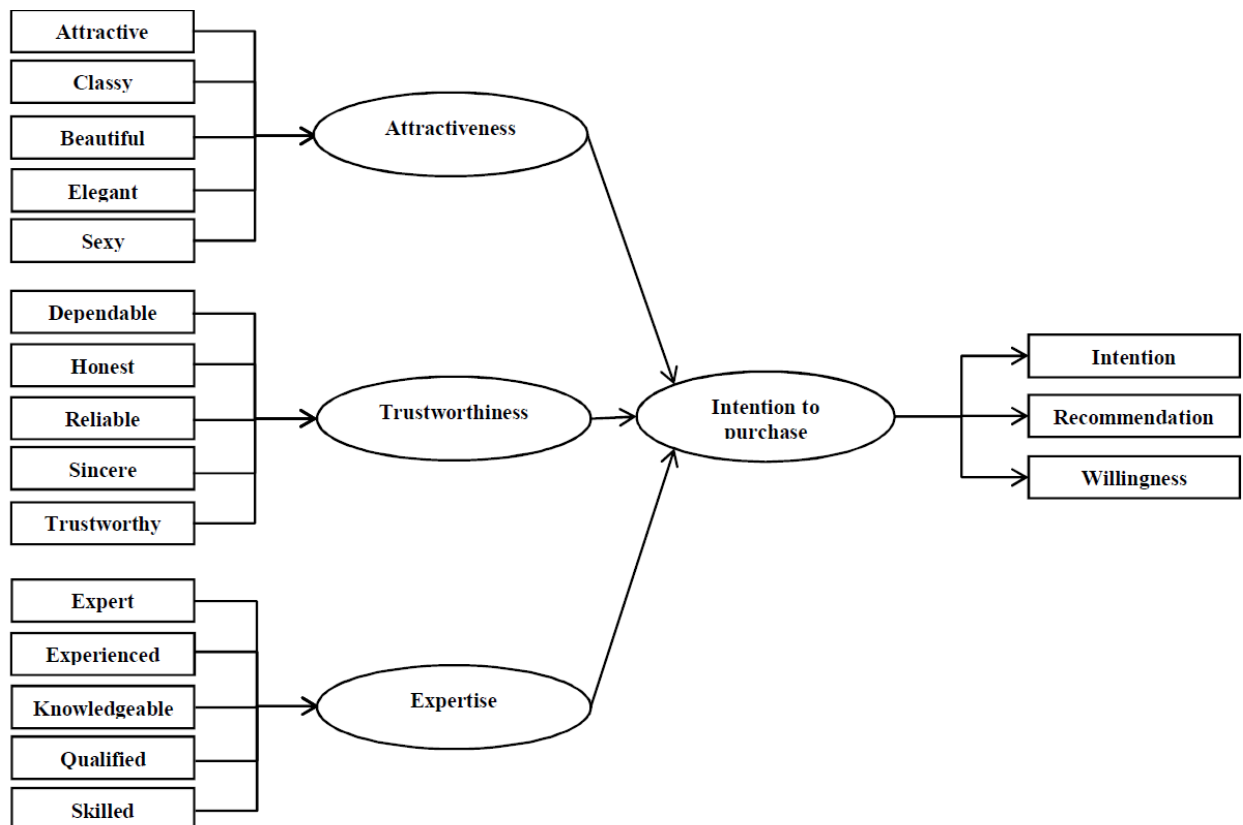 Attractive
Classy
Beautiful
Elegant
Sexy
Attractiveness
Dependable
Honest
Reliable
Sincere
Trustworthy
Trustworthiness
Expert
Experienced
Knowledgeable
Qualified
Skilled
Expertise
Intention to
purchase
Intention
Recommendation
Willingness